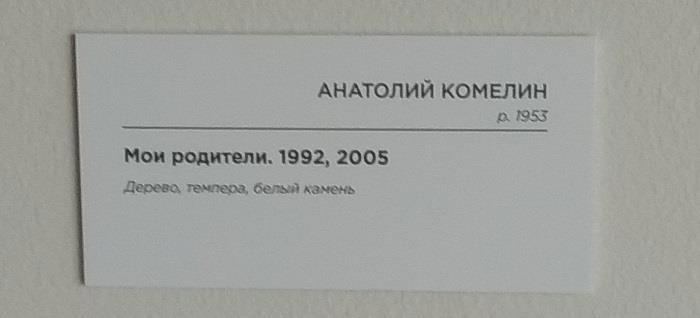 АНАТОЛИЙ КОМЕЛИН
р. 1953
Мои родители. 1992, 2005
Дерево, темпера, белый камень